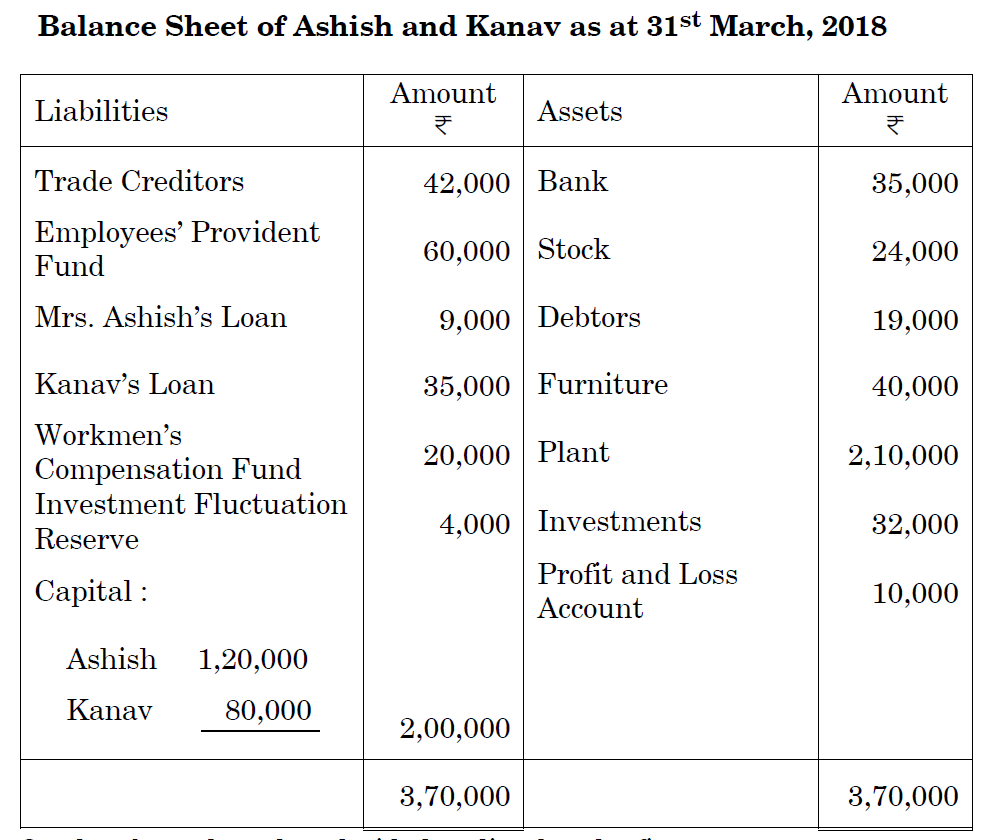 Balance Sheet of Ashish and Kanav as at 31st March, 2018
Liabilities Amount ₹ Assets Amount ₹
Trade Creditors 42,000 Bank 35,000
Employees' Provident
Fund 60,000 Stock 24,000
Mrs. Ashish's Loan 9,000 Debtors 19,000
Kanav's Loan 35,000 Furniture 40,000
Workmen's
Compensation Fund 20,000 Plant 2,10,000
Investment Fluctuation
Reserve 4,000 Investments 32,000
Capital : Profit and Loss
Account 10,000
Ashish 1,20,000
Kanav 80,000 2,00,000
3,70,000 3,70,000